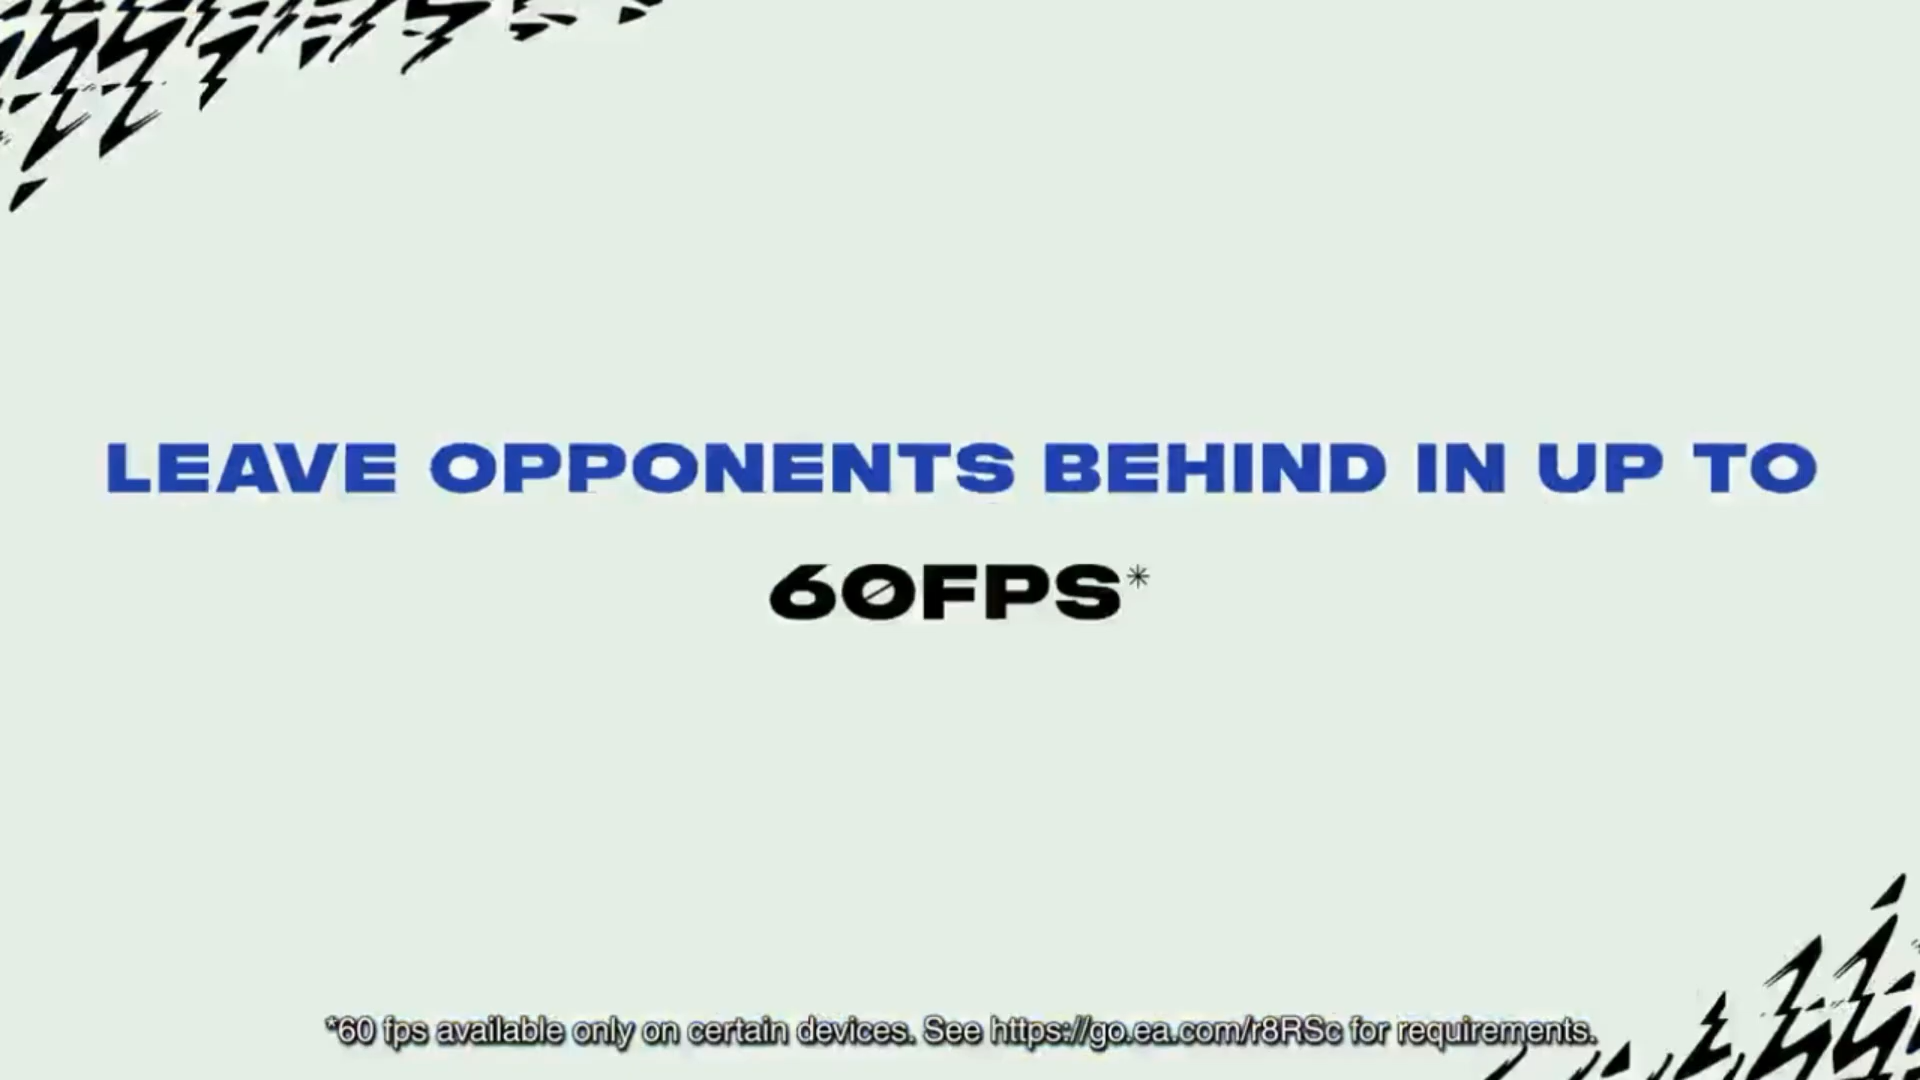 LEAVE OPPONENTS BEHIND IN UP TO
60FPS*
*60 fps available only on certain devices. See https://go.ea.com/r8RSc for requirements.